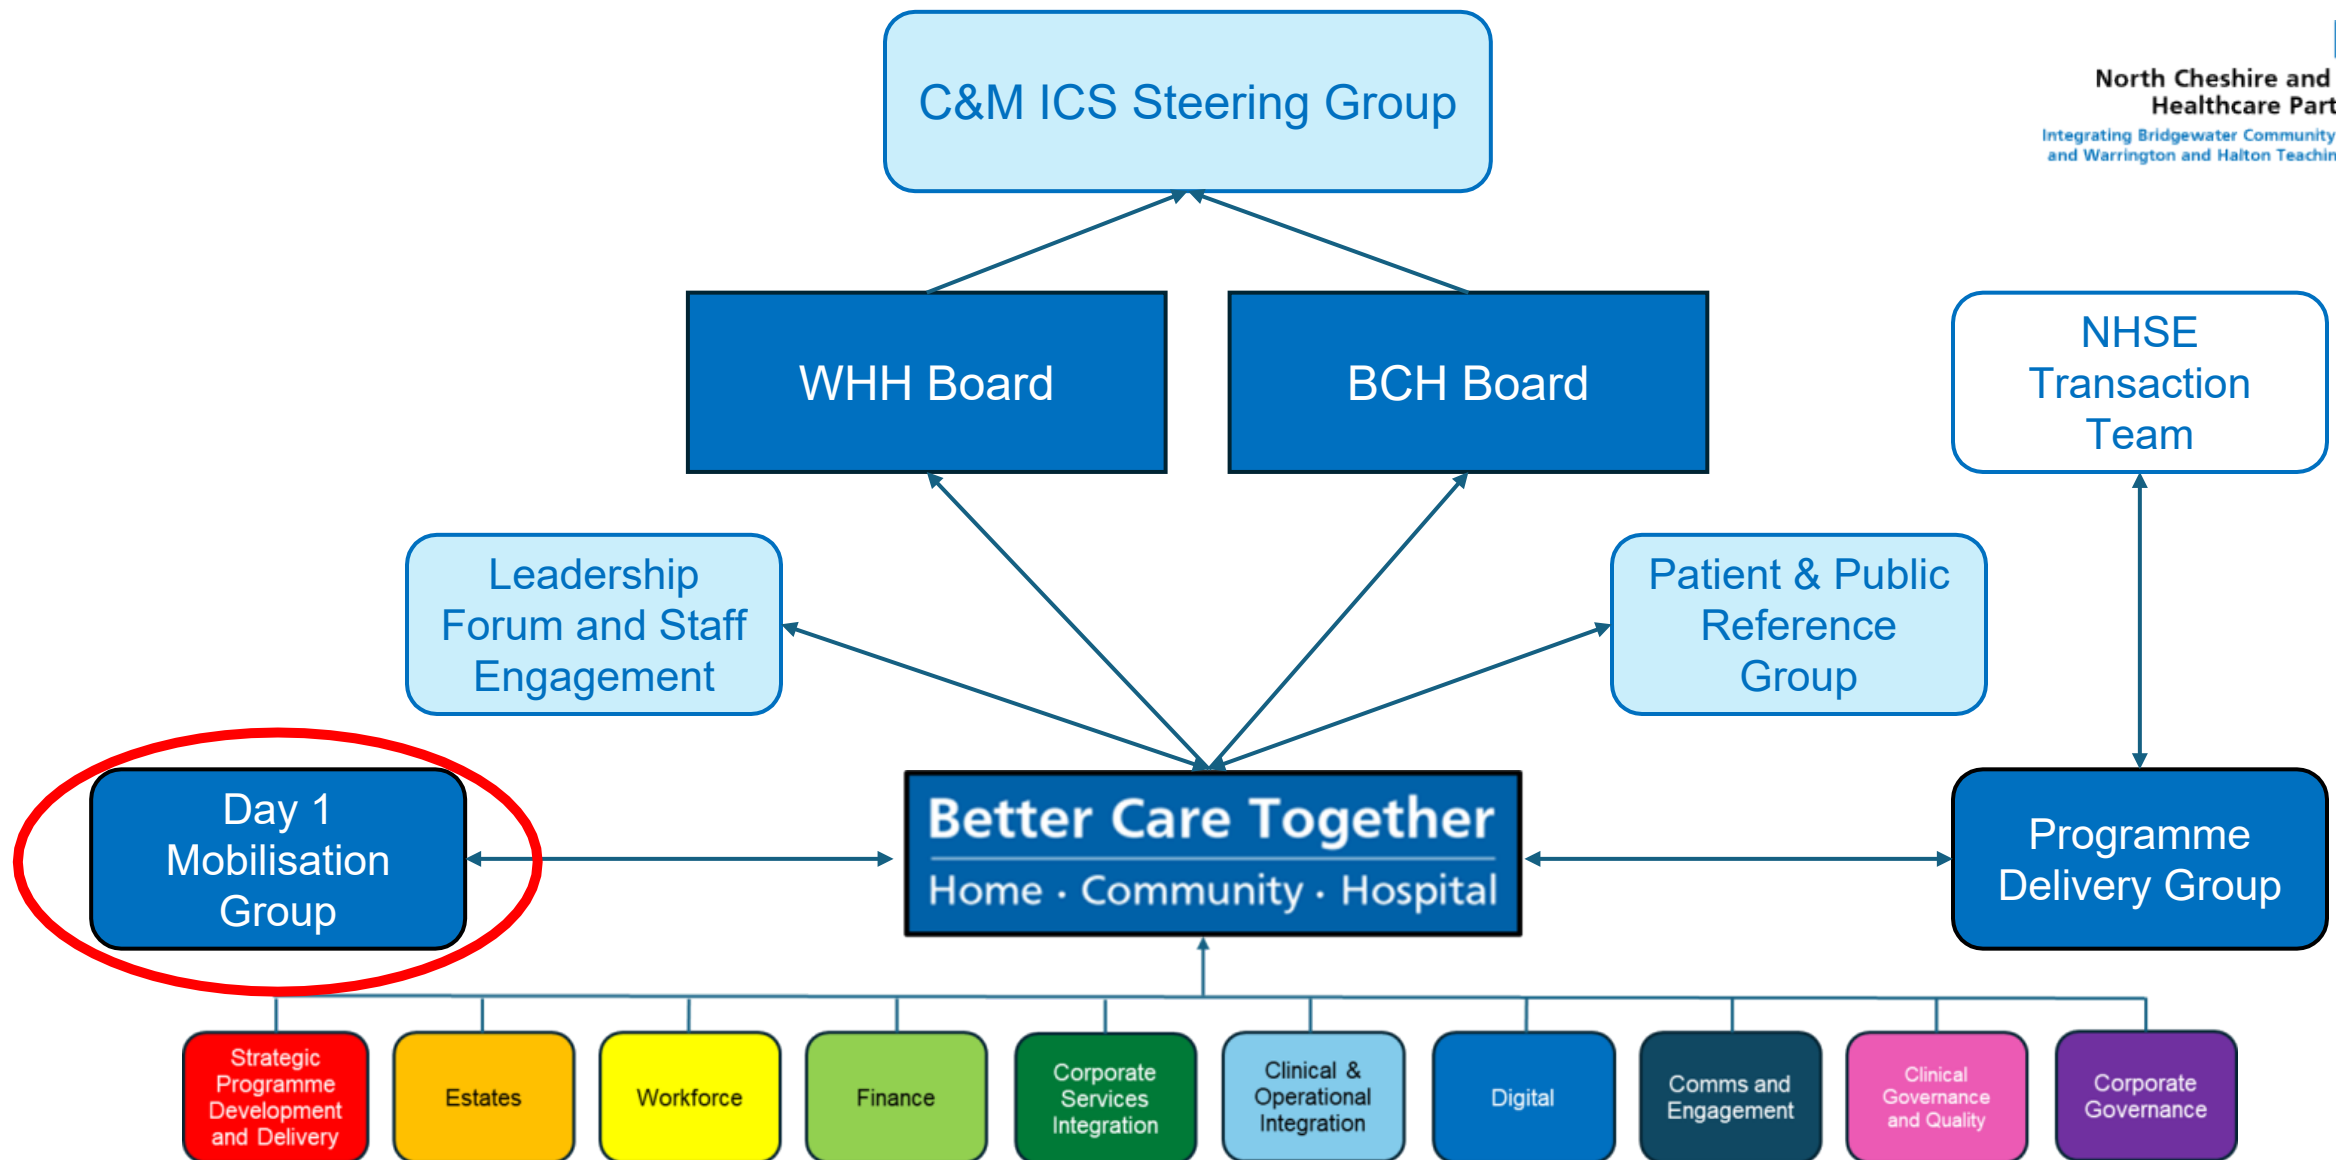 C&M ICS Steering Group
North Cheshire and
Healthcare Part
Integrating Bridgewater Community
and Warrington and Halton Teachin
WHH Board
BCH Board
NHSE
Transaction
Team
Leadership
Forum and Staff
Engagement
Patient & Public
Reference
Group
Day 1
Mobilisation
Group
Better Care Together
Home · Community · Hospital
Programme
Delivery Group
Strategic
Programme
Development
and Delivery
Estates
Workforce
Finance
Corporate
Services
Integration
Clinical &
Operational
Integration
Digital
Comms and
Engagement
Clinical
Governance
and Quality
Corporate
Governance